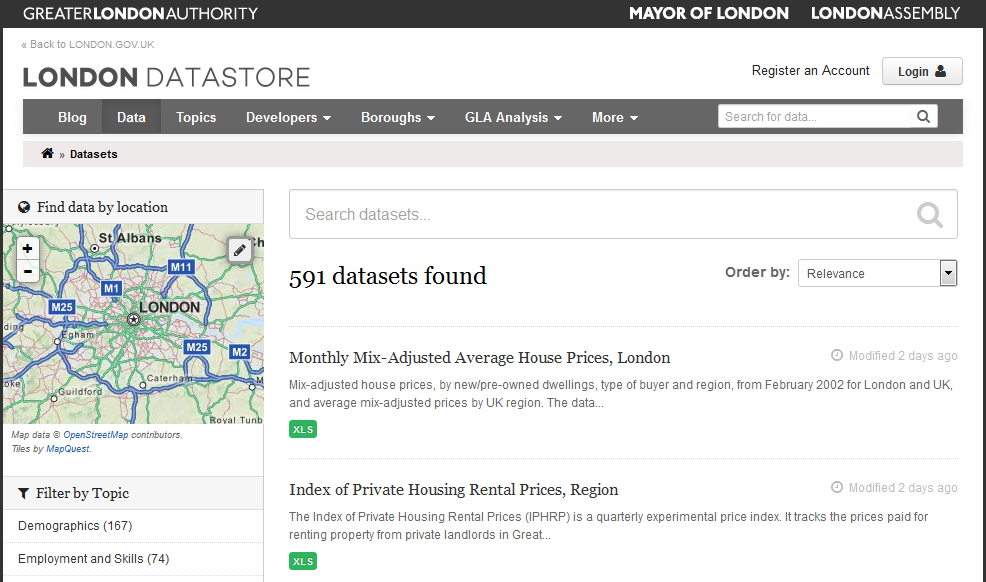 GREATERLONDONAUTHORITY
MAYOR OF LONDON LONDONASSEMBLY
« Back to LONDON.GOV.UK
LONDON DATASTORE
Register an Account Login
Blog Data Topics Developers Boroughs GLA Analysis More Search for data...
» Datasets
Find data by location
St Albans
M11
M1
M25
LONDON
Egham
M25
M2
Caterham
Guildford
Royal Tunb
+
-
Map data © OpenStreetMap contributors.
Tiles by MapQuest.
Filter by Topic
Demographics (167)
Employment and Skills (74)
Search datasets...
591 datasets found
Order by: Relevance
Monthly Mix-Adjusted Average House Prices, London
Modified 2 days ago
Mix-adjusted house prices, by new/pre-owned dwellings, type of buyer and region, from February 2002 for London and UK,
and average mix-adjusted prices by UK region. The data...
XLS
Index of Private Housing Rental Prices, Region
Modified 2 days ago
The Index of Private Housing Rental Prices (IPHRP) is a quarterly experimental price index. It tracks the prices paid for
renting property from private landlords in Great...
XLS